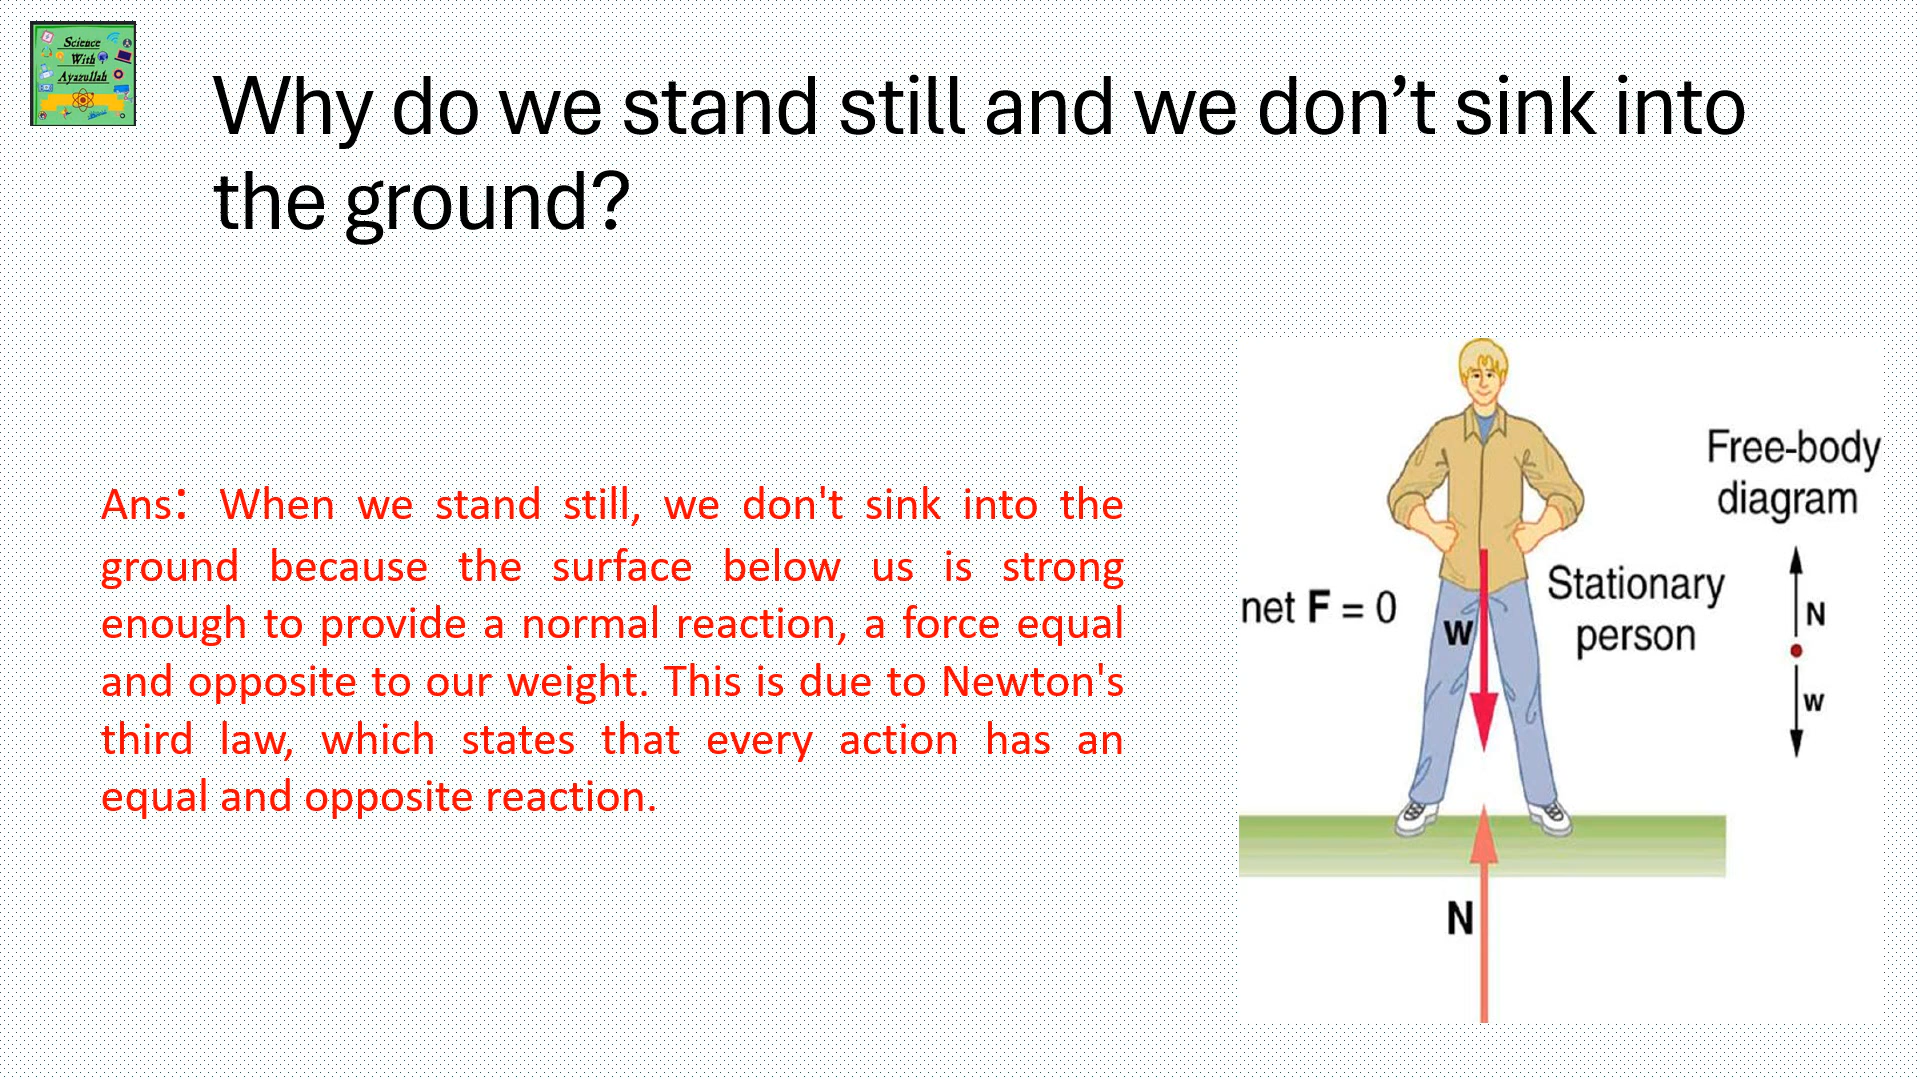 Science
With
Ayazullah
Why do we stand still and we don’t sink into
the ground?
Ans: When we stand still, we don't sink into the
ground because the surface below us is strong
enough to provide a normal reaction, a force equal
and opposite to our weight. This is due to Newton's
third law, which states that every action has an
equal and opposite reaction.
net F = 0
W
Stationary
person
N
Free-body
diagram
N
w